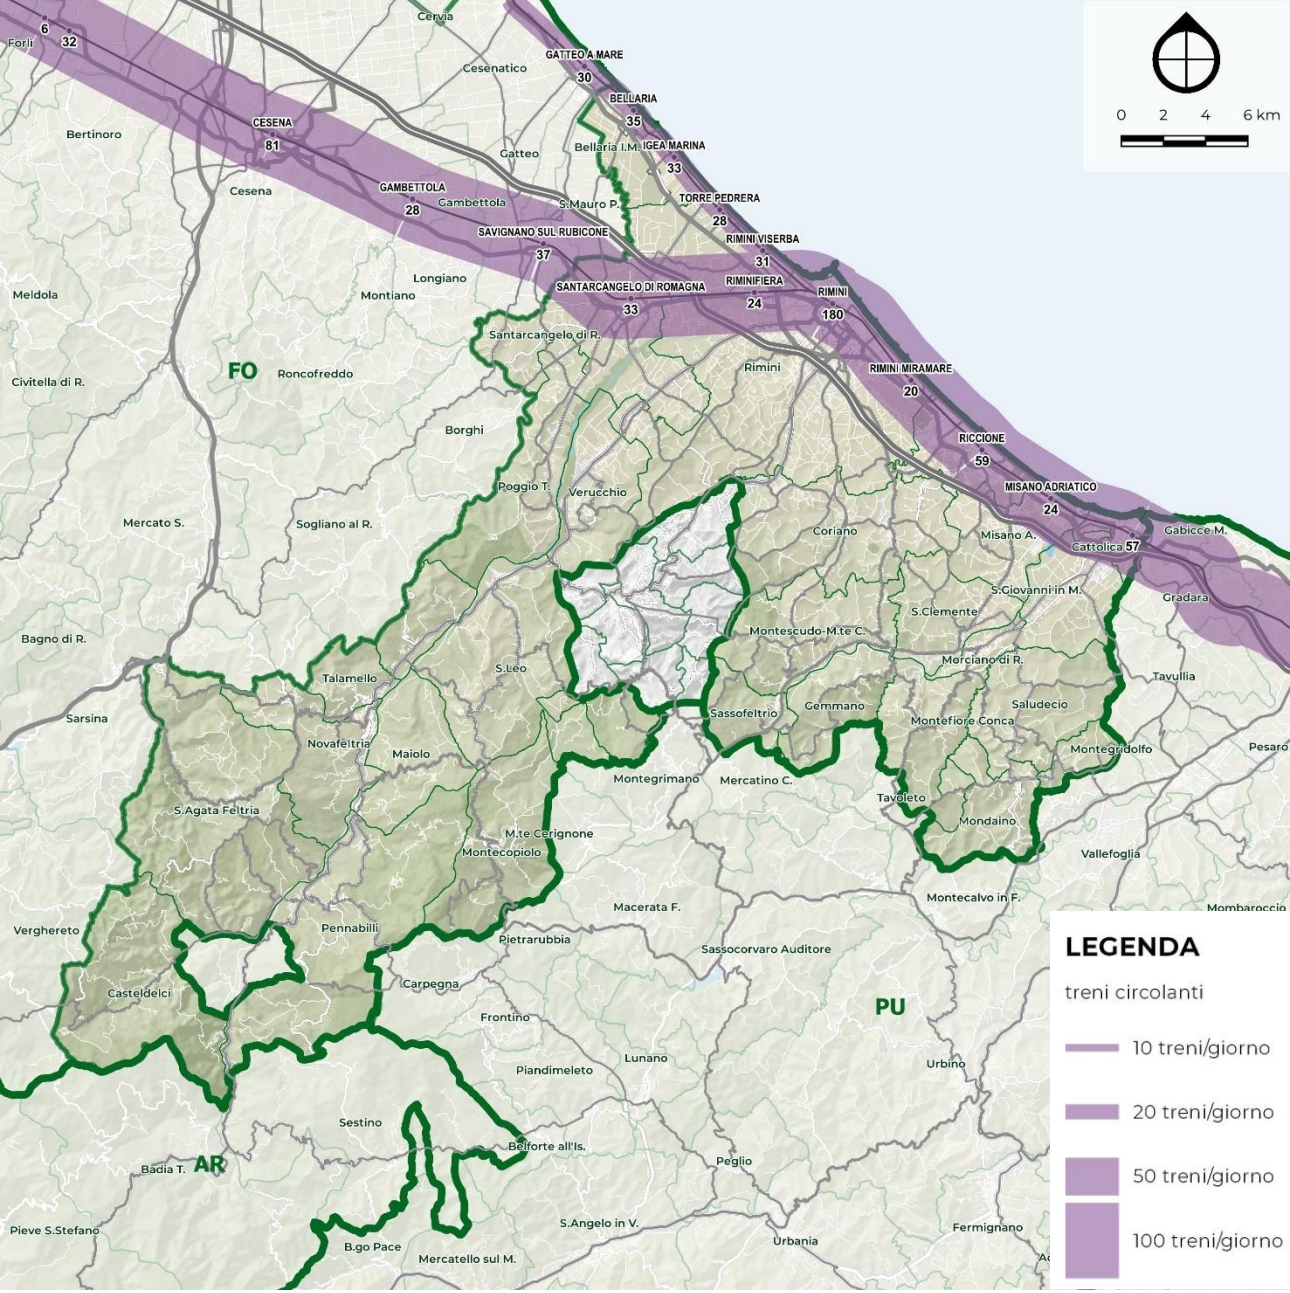 Cervia
6
32
Forlì
GATTEO A MARE
30
Cesenatico
0 2 4 6 km
BELLARIA
35
CESENA
81
Bertinoro
Gatteo
Bellaria I.M.
IGEA MARINA
33
Cesena
GAMBETTOLA
28
Gambettola
S.Mauro P.
TORRE PEDRERA
28
SAVIGNANO SUL RUBICONE
37
RIMINI VISERBA
31
Longiano
Montiano
Meldola
SANTARCANGELO DI ROMAGNA
33
RIMINIFIERA
24
RIMINI
180
Santarcangelo di R.
Rimini
FO
Roncofreddo
Civitella di R.
RIMINI MIRAMARE
20
Borghi
RICCIONE
59
Poggio T.
Verucchio
MISANO ADRIATICO
24
Mercato S.
Sogliano al R.
Coriano
Misano A.
Cattolica
57
Gabicce M.
S.Giovanni in M.
Gradara
S.Clemente
Bagno di R.
Montescudo-M.te C.
Morciano di R.
S.Leo
Talamello
Tavullia
Sarsina
Sassofeltrio
Gemmano
Saludecio
Montefiore Conca
Novafeltria
Maiolo
Montegridolfo
Pesaro
Montegrimano
Mercatino C.
Tavoleto
S.Agata Feltria
Mondaino
M.te Cerignone
Montecopiolo
Vallefoglia
Montecalvo in F.
Macerata F.
Mombaroccio
Verghereto
Pennabilli
Pietrarubbia
Sassocorvaro Auditore
Casteldelci
Carpegna
PU
Frontino
Lunano
Urbino
Piandimeleto
Sestino
Belforte all'Is.
AR
Badia T.
Peglio
Pieve S.Stefano
S.Angelo in V.
Fermignano
B.go Pace
Urbania
Mercatello sul M.
LEGENDA
treni circolanti
10 treni/giorno
20 treni/giorno
50 treni/giorno
100 treni/giorno